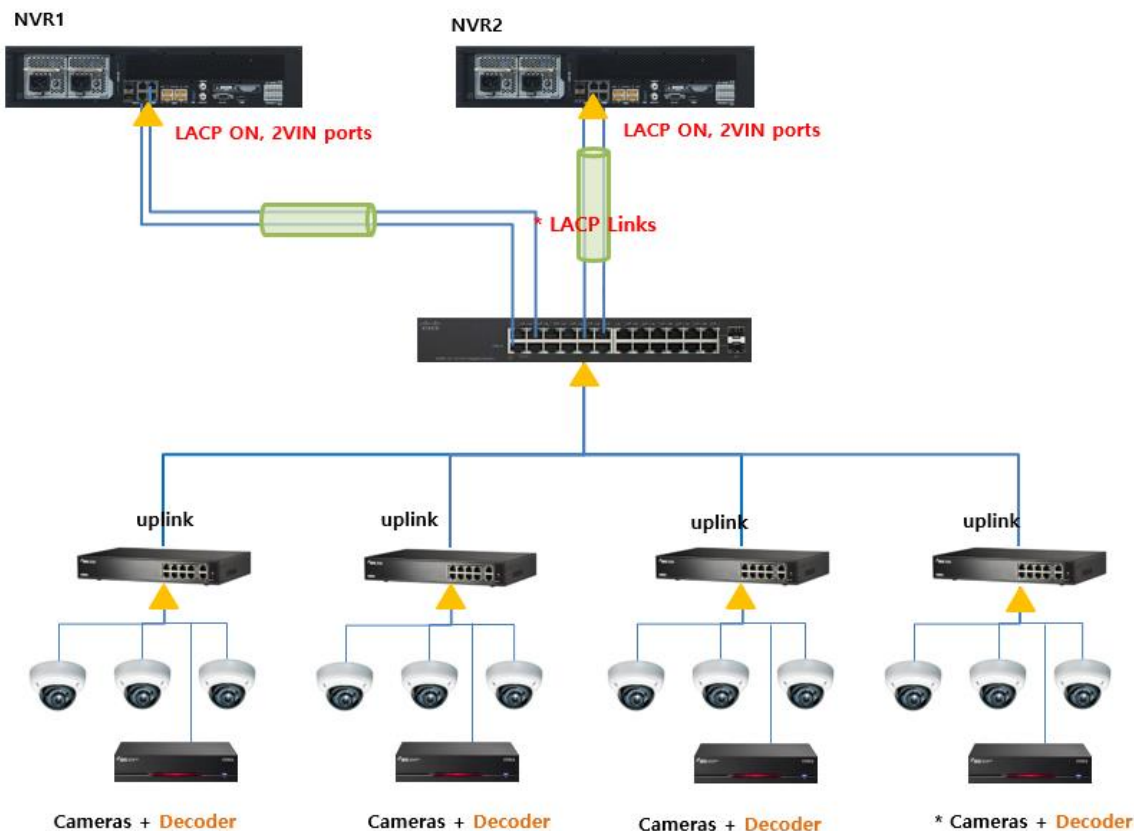 NVR1
NVR2
LACP ON, 2VIN ports
LACP ON, 2VIN ports
* LACP Links
uplink
uplink
uplink
uplink
Cameras + Decoder
Cameras + Decoder
Cameras + Decoder
* Cameras + Decoder